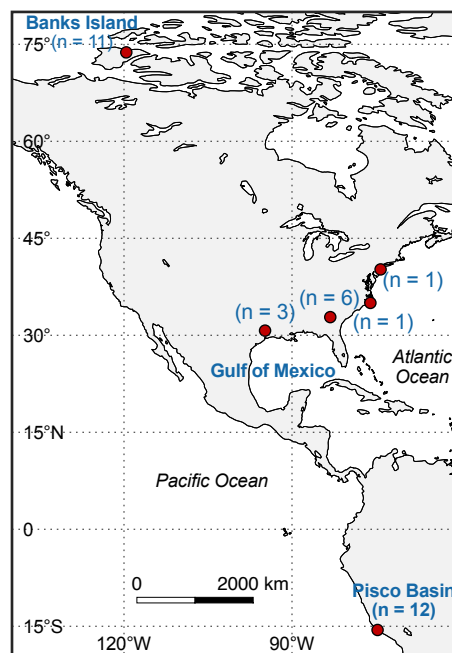 Banks Island
75°
(n = 11)
60°
45°
(n = 1)
(n = 6)
(n = 3)
(n = 1)
30°
Atlantic
Ocean
Gulf of Mexico
15°N
Pacific Ocean
0
0 2000 km
Pisco Basin
(n = 12)
15°S
120°W 90°W